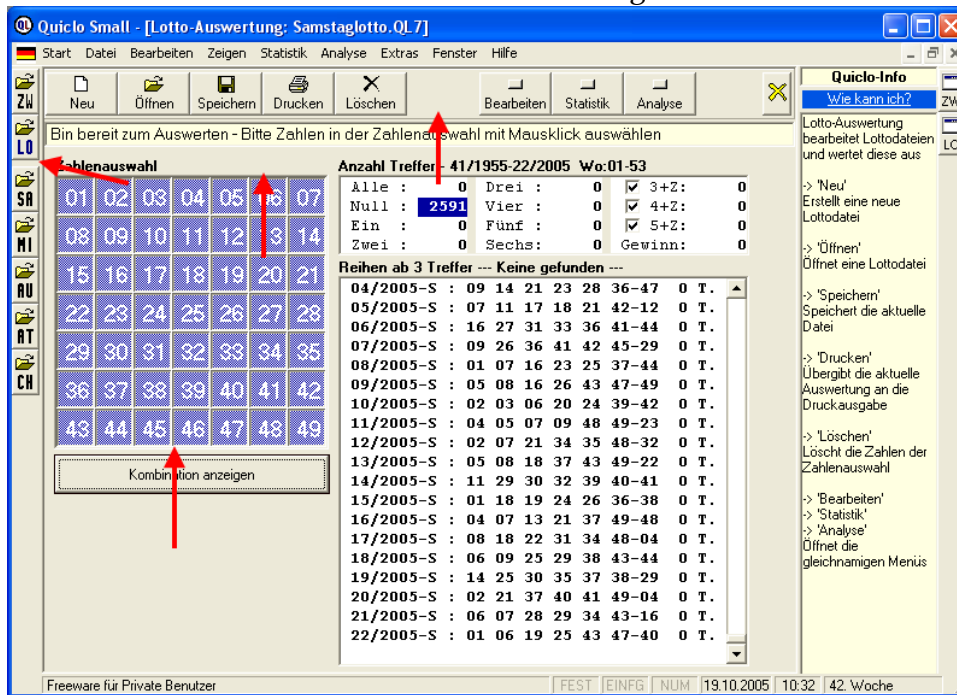 Quiclo Small - [Lotto-Auswertung: Samstaglotto.QL7]
Start Datei Bearbeiten Zeigen Statistik Analyse Extras Fenster Hilfe
ZW
LO
SA
MI
AU
AT
CH
Neu Öffnen Speichern Drucken Löschen Bearbeiten Statistik Analyse
Bin bereit zum Auswerten - Bitte Zahlen in der Zahlenauswahl mit Mausklick auswählen
Zahlenauswahl
01 02 03 04 05 06 07
08 09 10 11 12 13 14
15 16 17 18 19 20 21
22 23 24 25 26 27 28
29 30 31 32 33 34 35
36 37 38 39 40 41 42
43 44 45 46 47 48 49
Kombination anzeigen
Anzahl Treffer - 41/1955-22/2005 Wo:01-53
Alle : 0 Drei : 0 3+Z: 0
Null : 2591 Vier : 0 4+Z: 0
Ein : 0 Fünf : 0 5+Z: 0
Zwei : 0 Sechs: 0 Gewinn: 0
Reihen ab 3 Treffer --- Keine gefunden ---
04/2005-S : 09 14 21 23 28 36-47 0 T.
05/2005-S : 07 11 17 18 21 42-12 0 T.
06/2005-S : 16 27 31 33 36 41-44 0 T.
07/2005-S : 09 26 36 41 42 45-29 0 T.
08/2005-S : 01 07 16 23 25 37-44 0 T.
09/2005-S : 05 08 16 26 43 47-49 0 T.
10/2005-S : 02 03 06 20 24 39-42 0 T.
11/2005-S : 04 05 07 09 48 49-23 0 T.
12/2005-S : 02 07 21 34 35 48-32 0 T.
13/2005-S : 05 08 18 37 43 49-22 0 T.
14/2005-S : 11 29 30 32 39 40-41 0 T.
15/2005-S : 01 18 19 24 26 36-38 0 T.
16/2005-S : 04 07 13 21 37 49-48 0 T.
17/2005-S : 08 18 22 31 34 48-04 0 T.
18/2005-S : 06 09 25 29 38 43-44 0 T.
19/2005-S : 14 25 30 35 37 38-29 0 T.
20/2005-S : 02 21 37 40 41 49-04 0 T.
21/2005-S : 06 07 28 29 34 43-16 0 T.
22/2005-S : 01 06 19 25 43 47-40 0 T.
Quiclo-Info
Wie kann ich?
Lotto-Auswertung
bearbeitet Lottodateien
und wertet diese aus
-> 'Neu'
Erstellt eine neue
Lottodatei
-> 'Öffnen'
Öffnet eine Lottodatei
-> 'Speichern'
Speichert die aktuelle
Datei
-> 'Drucken'
Übergibt die aktuelle
Auswertung an die
Druckausgabe
-> 'Löschen'
Löscht die Zahlen der
Zahlenauswahl
-> 'Bearbeiten'
-> 'Statistik'
-> 'Analyse'
Öffnet die
gleichnamigen Menüs
Freeware für Private Benutzer FEST EINFG NUM 19.10.2005 10:32 42. Woche